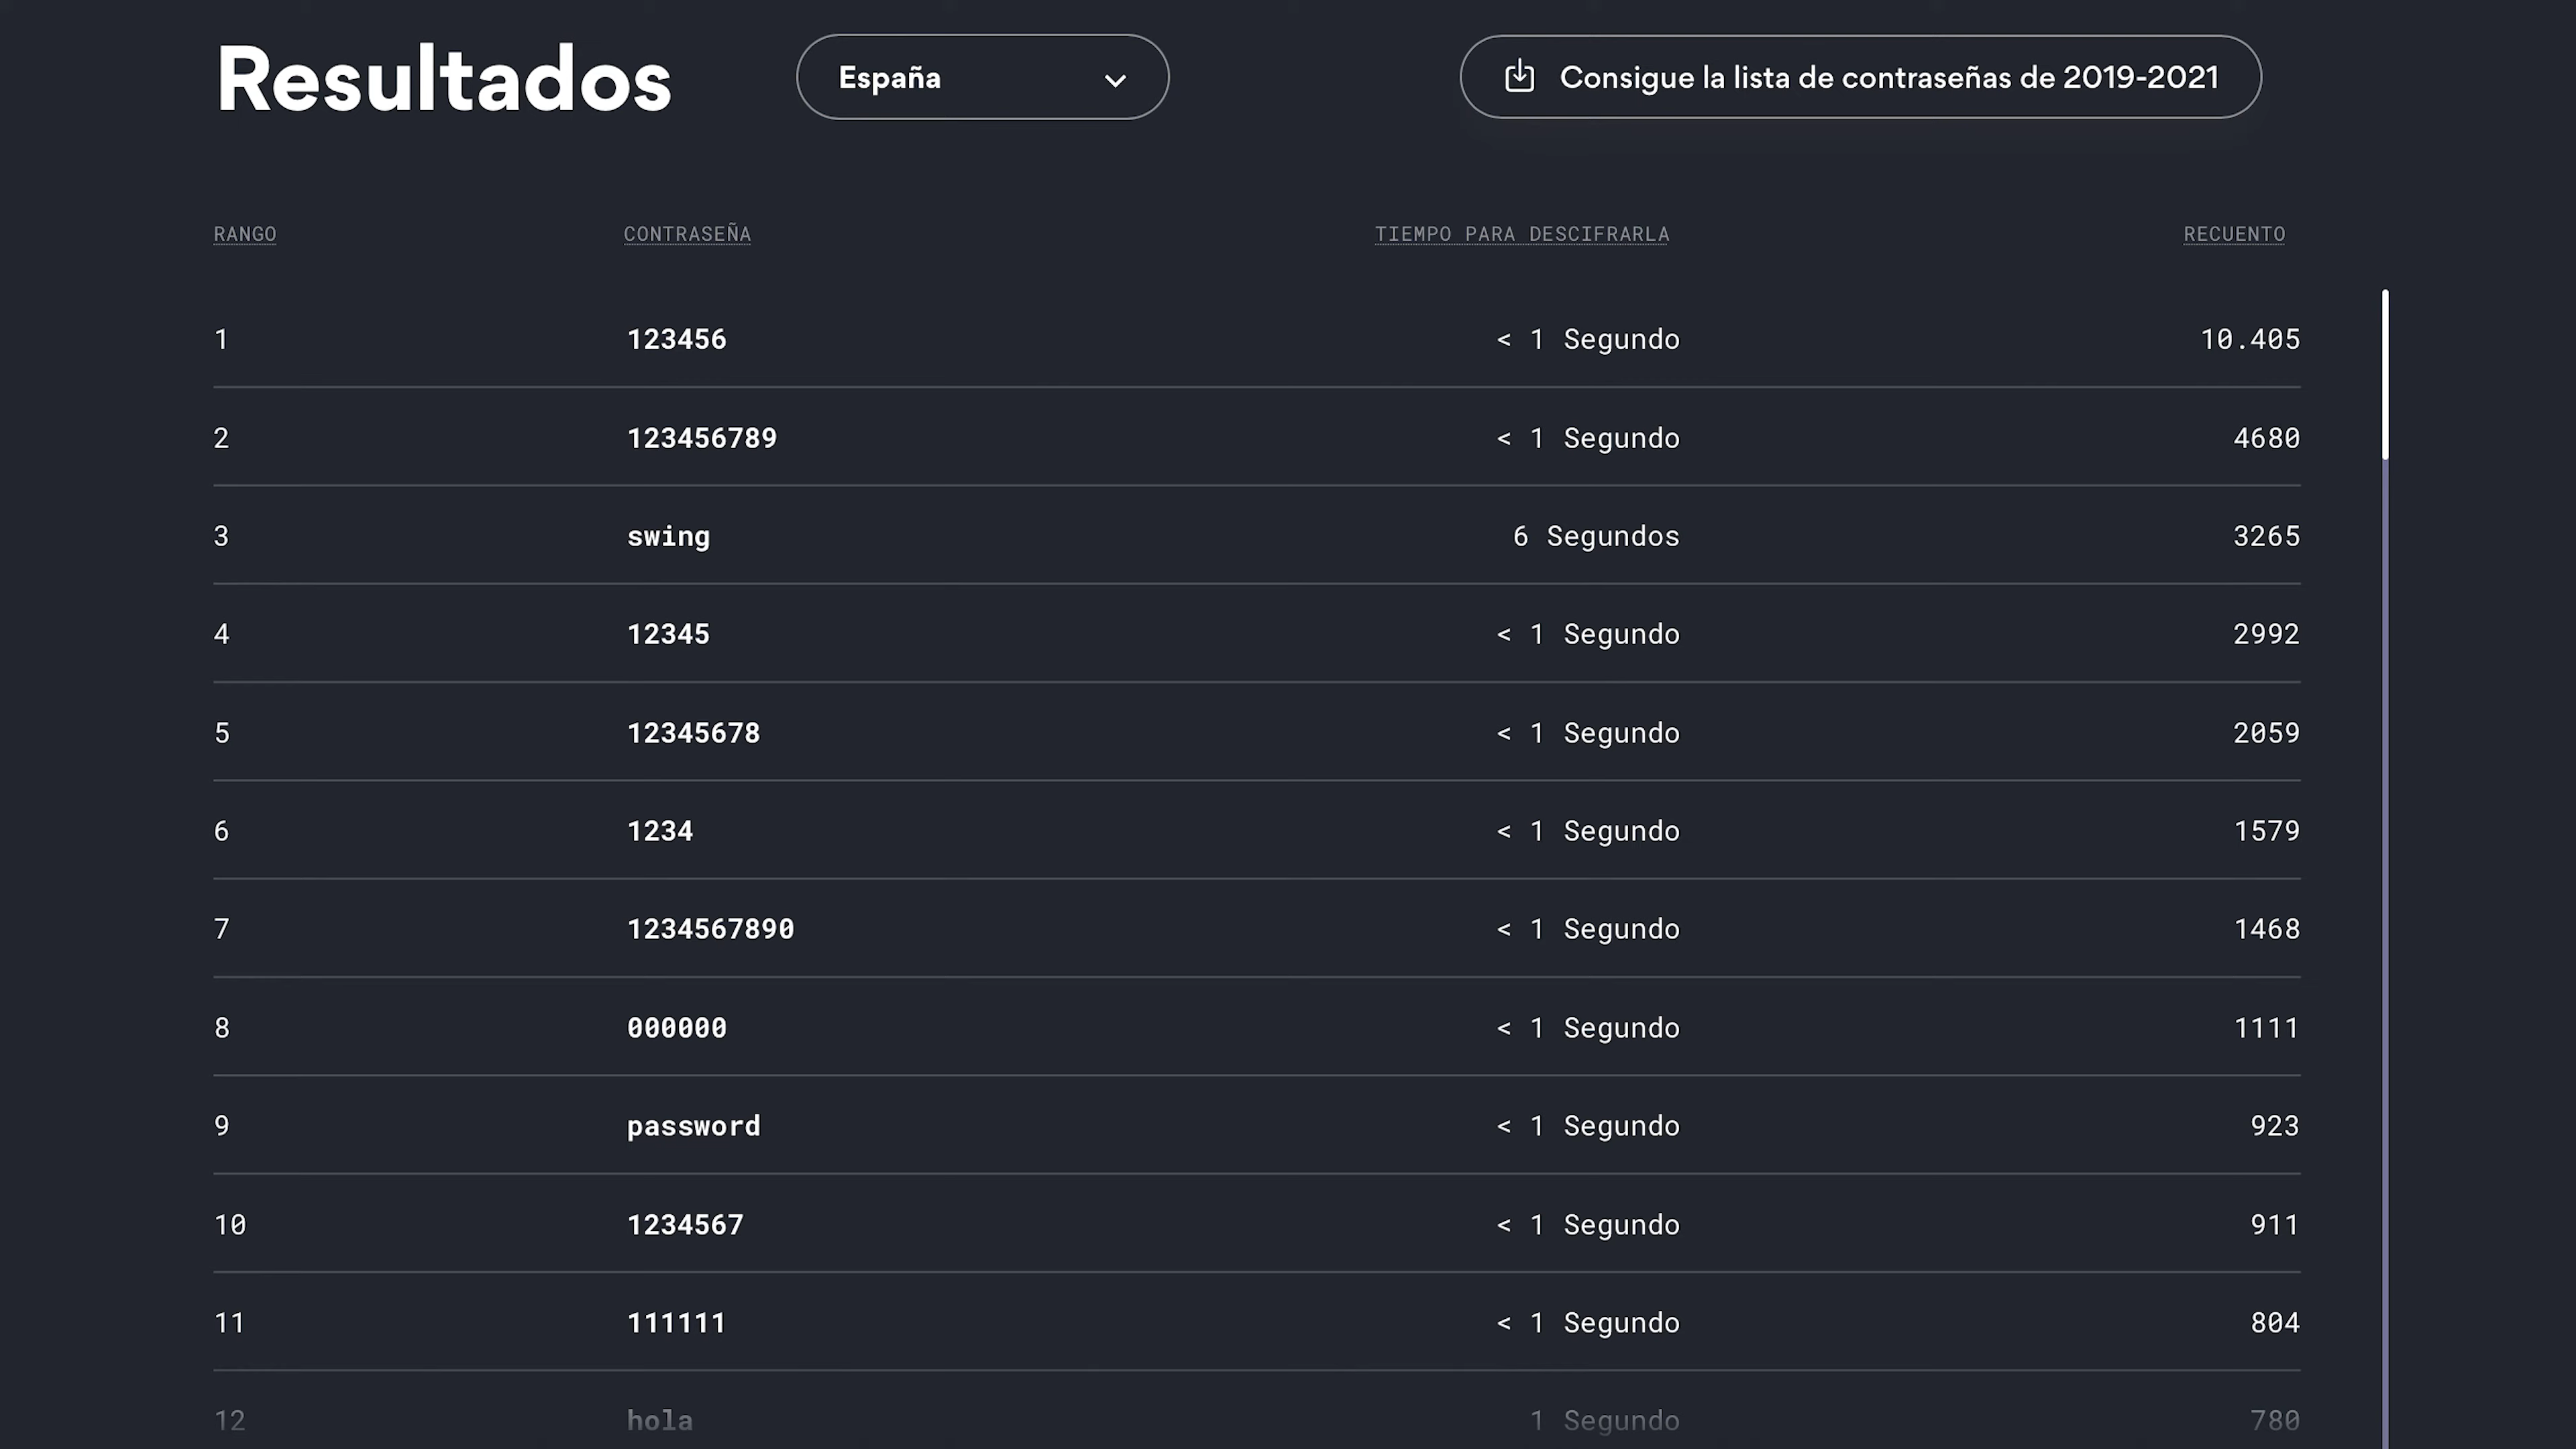 Resultados España Consigue la lista de contraseñas de 2019-2021
RANGO CONTRASEÑA TIEMPO PARA DESCIFRARLA RECUENTO
1 123456 < 1 Segundo 10.405
2 123456789 < 1 Segundo 4680
3 swing 6 Segundos 3265
4 12345 < 1 Segundo 2992
5 12345678 < 1 Segundo 2059
6 1234 < 1 Segundo 1579
7 1234567890 < 1 Segundo 1468
8 000000 < 1 Segundo 1111
9 password < 1 Segundo 923
10 1234567 < 1 Segundo 911
11 111111 < 1 Segundo 804
12 hola 1 Segundo 780